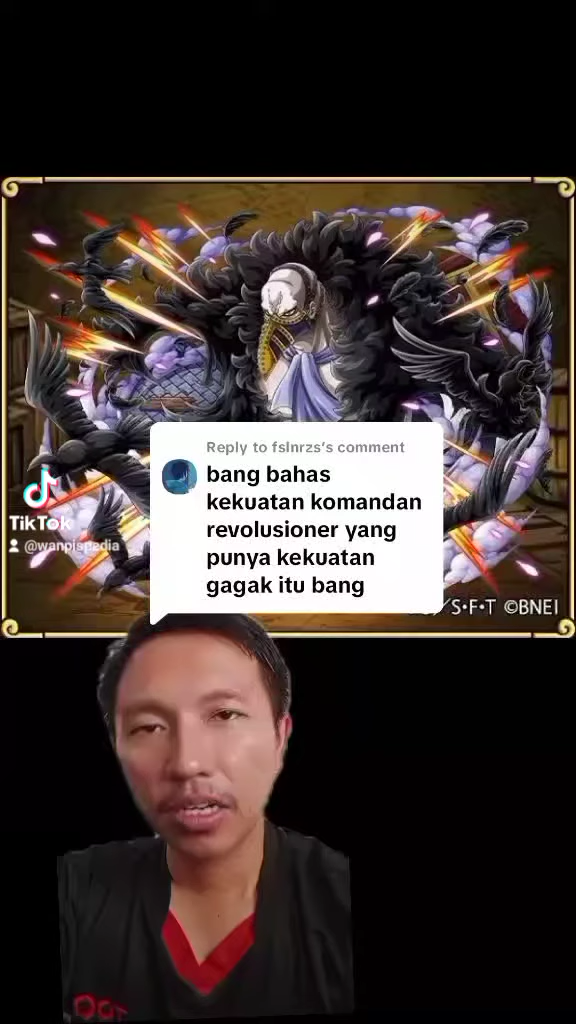 Reply to fslnrzs's comment
bang bahas
kekuatan komandan
revolusioner yang
punya kekuatan
gagak itu bang
TikTok
@wanpispedia
S・F・T ©BNEI